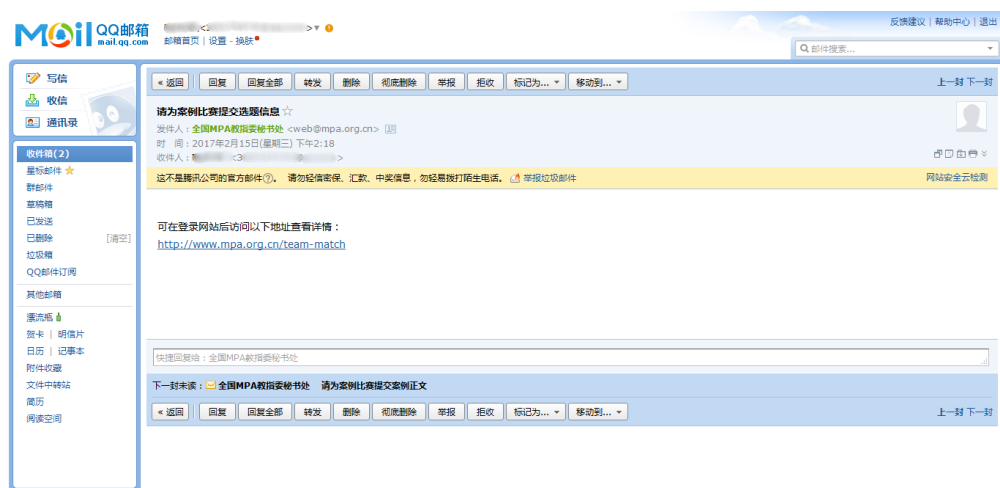 反馈建议 | 帮助中心 | 退出
MAil QQ邮箱
mail.qq.com
邮箱首页 | 设置 - 换肤
邮件搜索...
写信
收信
通讯录
收件箱(2)
星标邮件
群邮件
草稿箱
已发送
已删除 [清空]
垃圾箱
QQ邮件订阅
其他邮箱
漂流瓶
贺卡 | 明信片
日历 | 记事本
附件收藏
文件中转站
简历
阅读空间
« 返回 回复 回复全部 转发 删除 彻底删除 举报 拒收 标记为... 移动到... 上一封 下一封
请为案例比赛提交选题信息
发件人：全国MPA教指委秘书处 <web@mpa.org.cn>
时 间：2017年2月15日(星期三) 下午2:18
收件人：
这不是腾讯公司的官方邮件?。 请勿轻信密保、汇款、中奖信息，勿轻易拨打陌生电话。 举报垃圾邮件 网站安全云检测
可在登录网站后访问以下地址查看详情：
http://www.mpa.org.cn/team-match
快捷回复给：全国MPA教指委秘书处
下一封未读： 全国MPA教指委秘书处 请为案例比赛提交案例正文
« 返回 回复 回复全部 转发 删除 彻底删除 举报 拒收 标记为... 移动到... 上一封 下一封